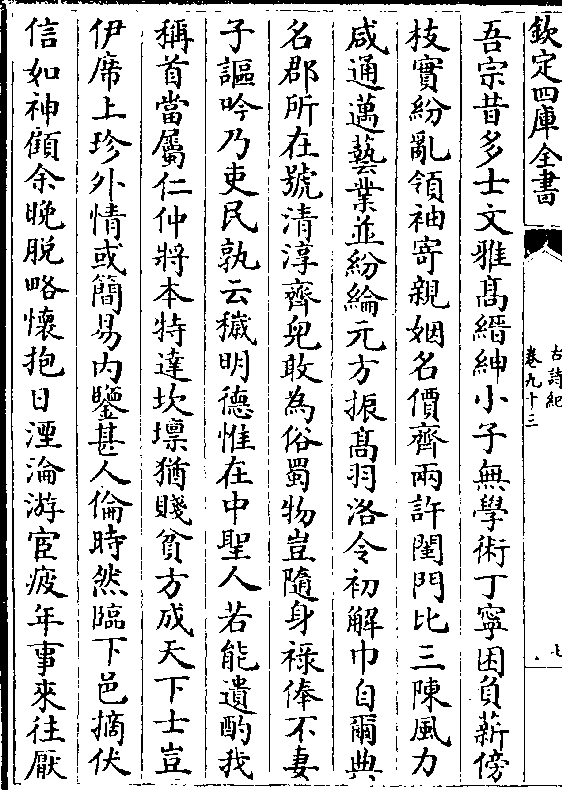 欽定四庫全書
古詩紀
卷九十三
七
吾宗昔多士文雅髙縉紳小子無學術丁寧困負薪傍
枝實紛亂領袖寄親姻名價齊兩許閨門比三陳風力
咸通邁藝業並紛綸元方振髙羽洛令初解巾自爾典
名郡所在號清淳齊兒敢為俗蜀物豈隨身禄俸不妻
子謳吟乃吏民孰云穢明德惟在中聖人若能遺酌我
稱首當屬仁仲將本特達坎壈猶賤貧方成天下士豈
伊席上珍外情或簡易内鑒甚人倫時然臨下邑摘伏
信如神顧余晚脱略懐抱日湮淪游宦疲年事來往厭